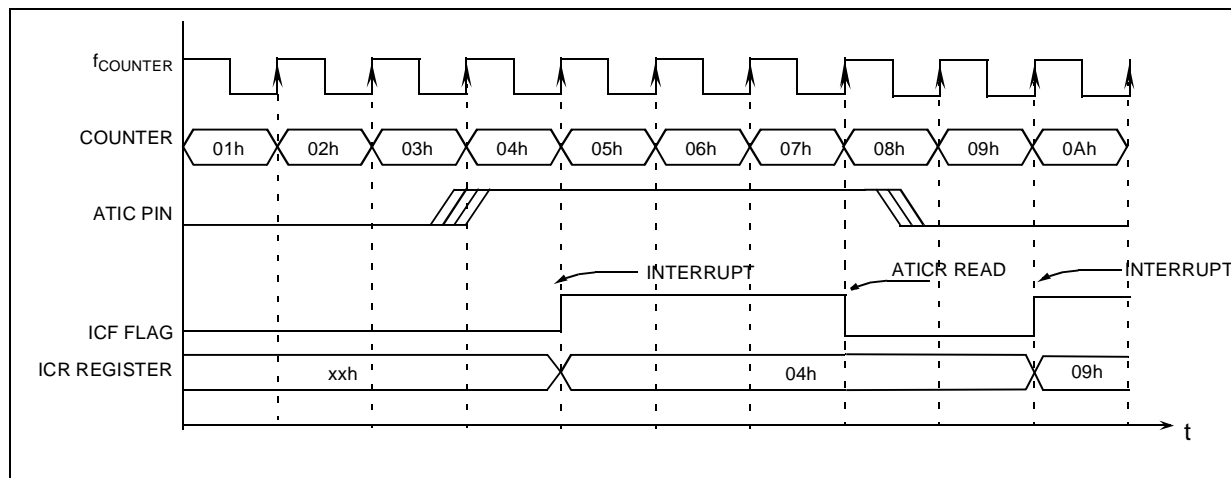 fCOUNTER
COUNTER 01h 02h 03h 04h 05h 06h 07h 08h 09h 0Ah
ATIC PIN
INTERRUPT ATICR READ INTERRUPT
ICF FLAG
ICR REGISTER xxh 04h 09h
t